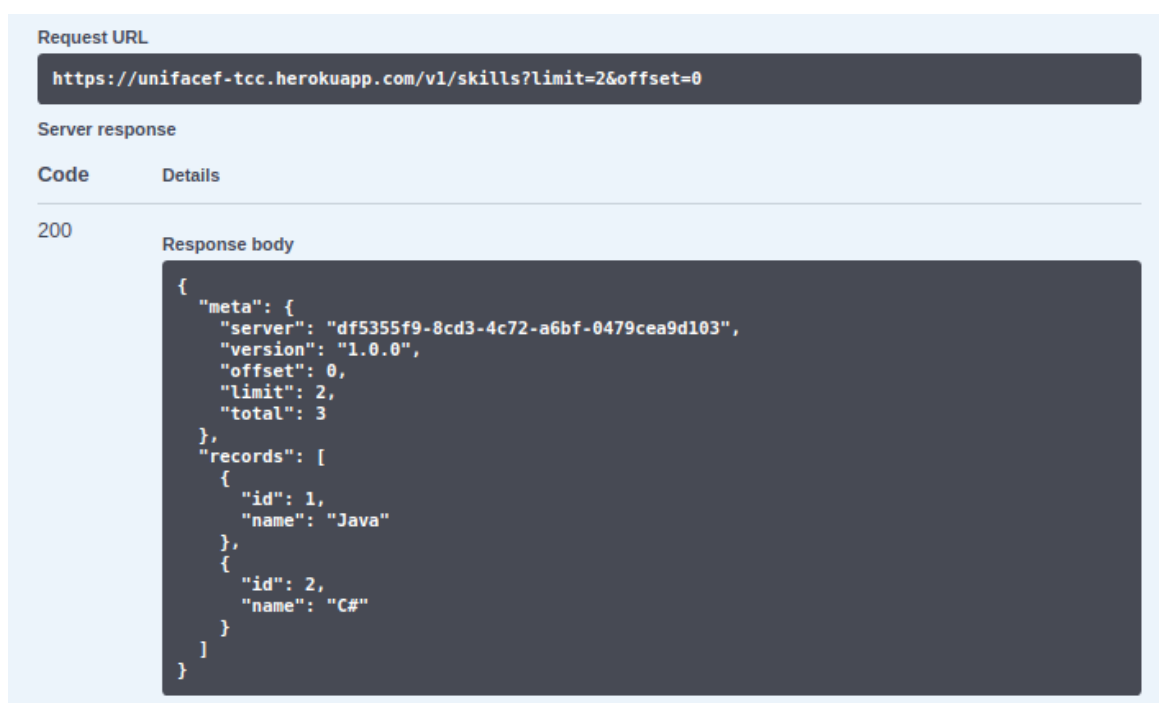 Request URL
https://unifacef-tcc.herokuapp.com/v1/skills?limit=2&offset=0
Server response
Code Details
200
Response body
{
  "meta": {
    "server": "df5355f9-8cd3-4c72-a6bf-0479cea9d103",
    "version": "1.0.0",
    "offset": 0,
    "limit": 2,
    "total": 3
  },
  "records": [
    {
      "id": 1,
      "name": "Java"
    },
    {
      "id": 2,
      "name": "C#"
    }
  ]
}